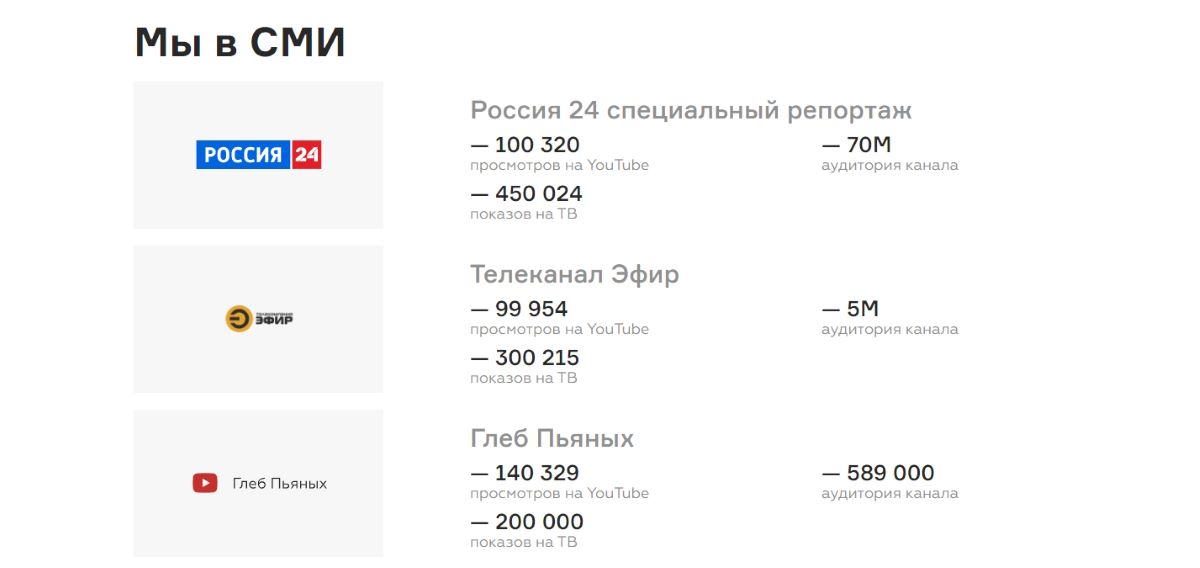 Мы в СМИ
РОССИЯ 24
Россия 24 специальный репортаж
— 100 320
просмотров на YouTube
— 70М
аудитория канала
— 450 024
показов на ТВ
ЭФИР
Телеканал Эфир
— 99 954
просмотров на YouTube
— 5М
аудитория канала
— 300 215
показов на ТВ
Глеб Пьяных
Глеб Пьяных
— 140 329
просмотров на YouTube
— 589 000
аудитория канала
— 200 000
показов на ТВ